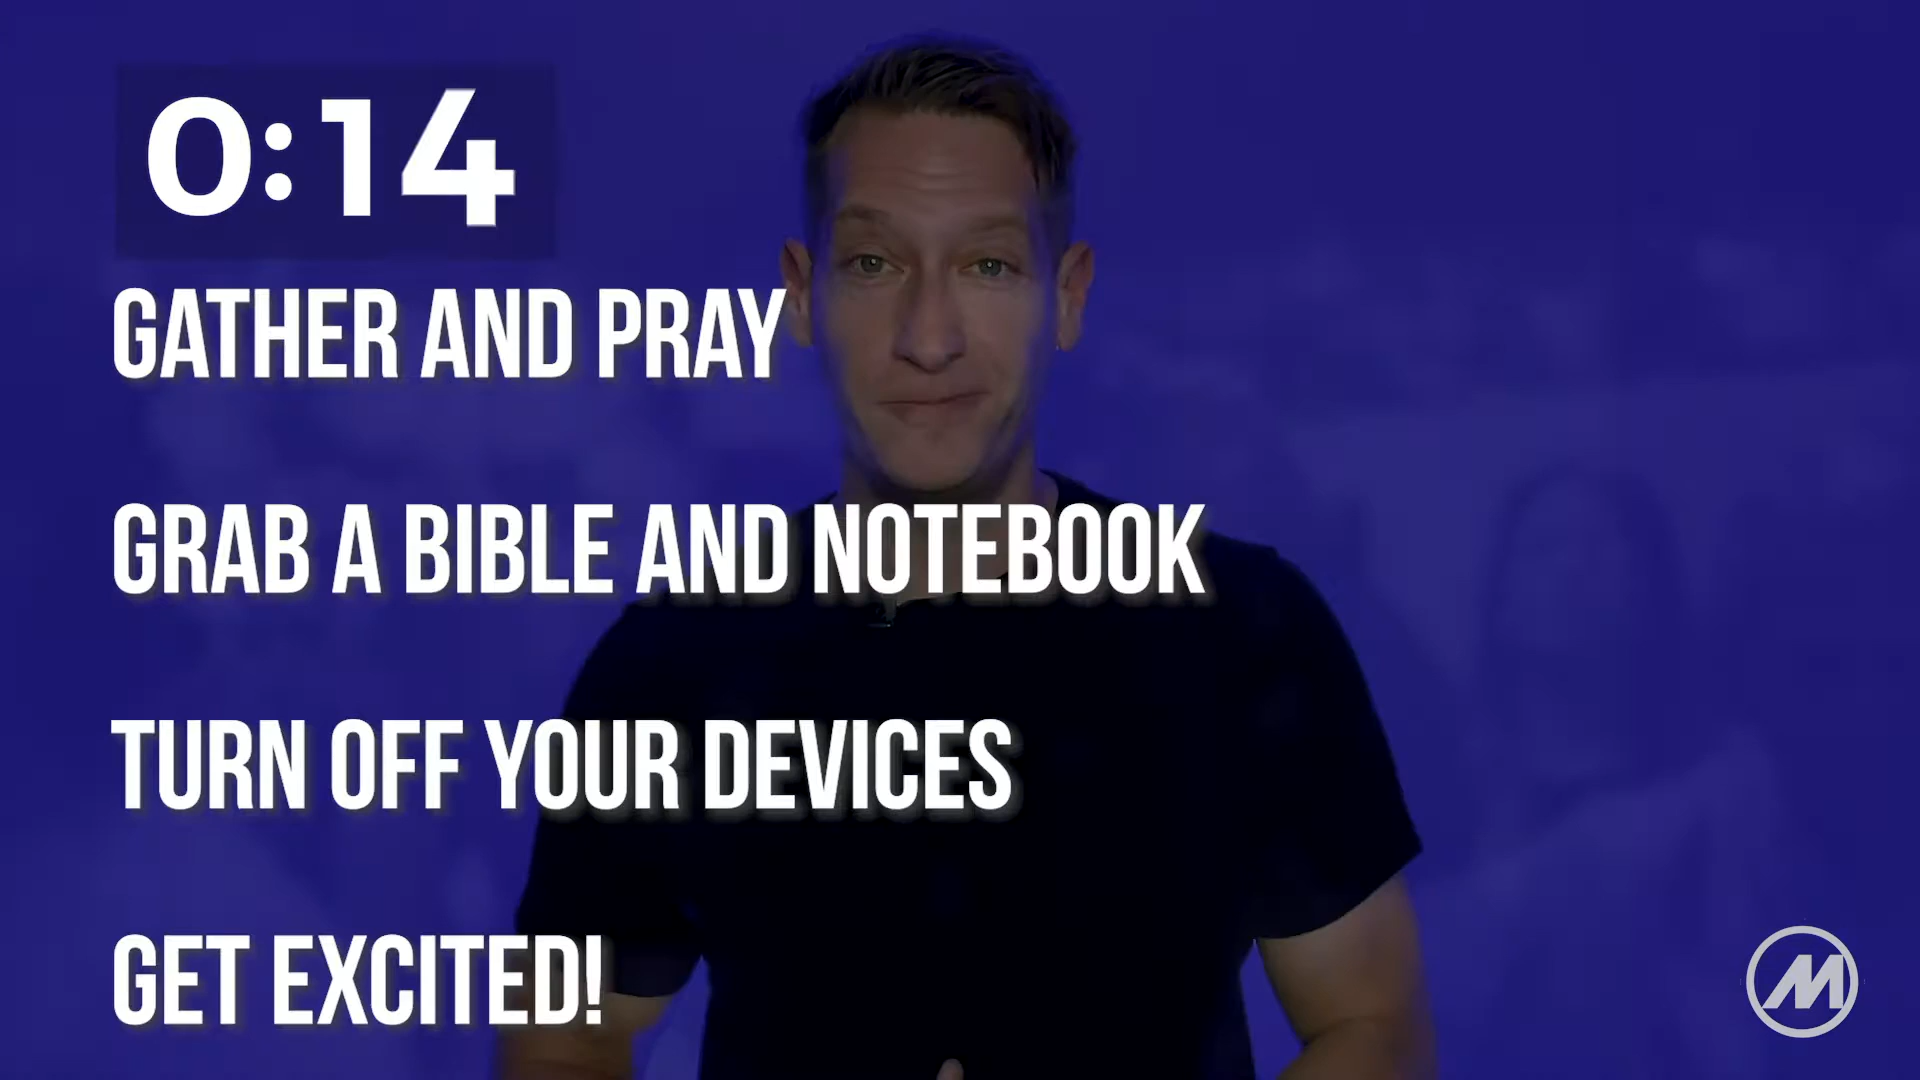 0:14
GATHER AND PRAY
GRAB A BIBLE AND NOTEBOOK
TURN OFF YOUR DEVICES
GET EXCITED!
M